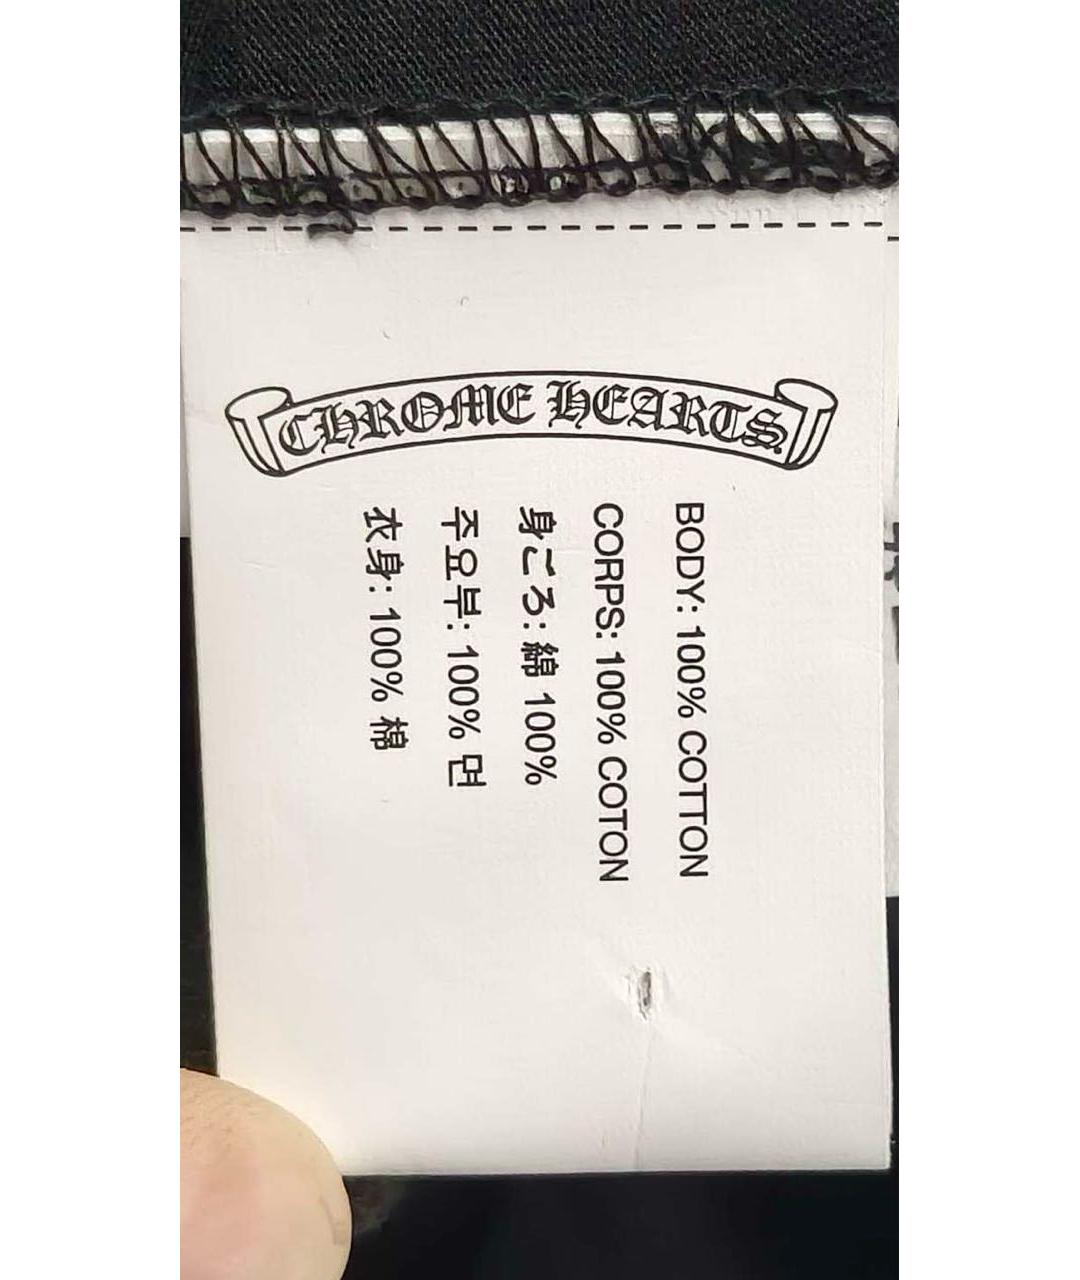 CHROME HEARTS
BODY: 100% COTTON
CORPS: 100% COTON
身ごろ: 綿 100%
주요부: 100% 면
衣身: 100% 棉